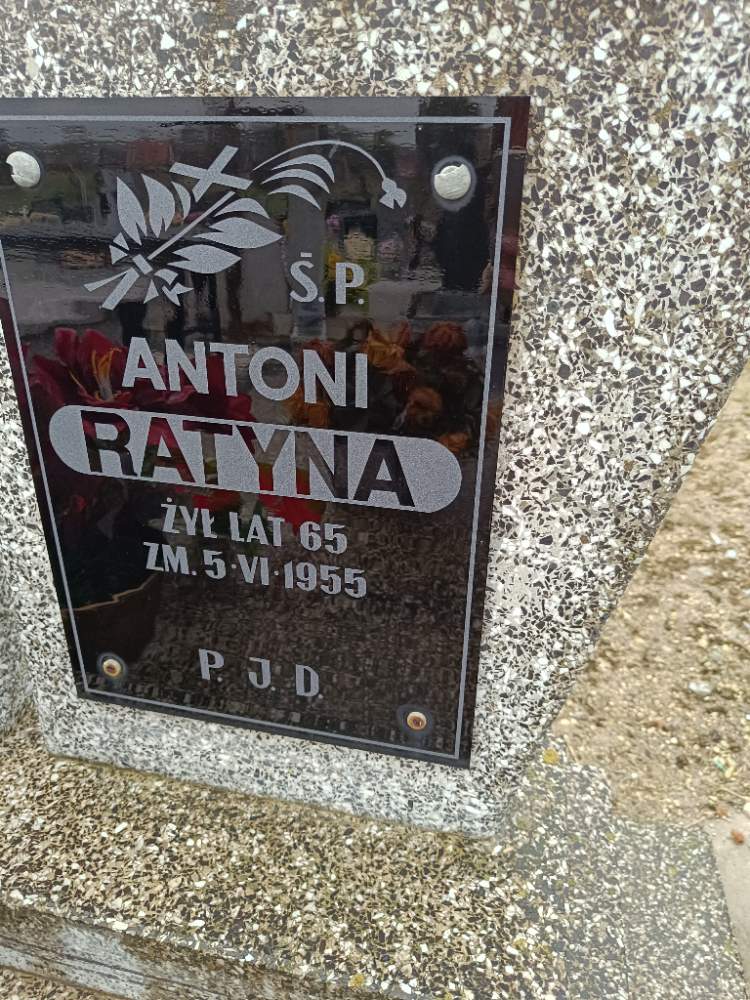 Ś.P.
ANTONI
RATYNA
ŻYŁ LAT 65
ZM. 5·VI·1955
P. J. D.